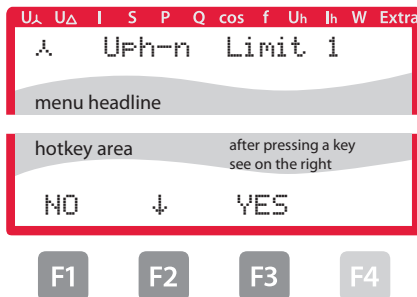 U⅄ U△ I S P Q cos f Uh Ih W Extra
⅄ Uph-n Limit 1
menu headline
hotkey area
after pressing a key
see on the right
NO ↓ YES
F1 F2 F3 F4